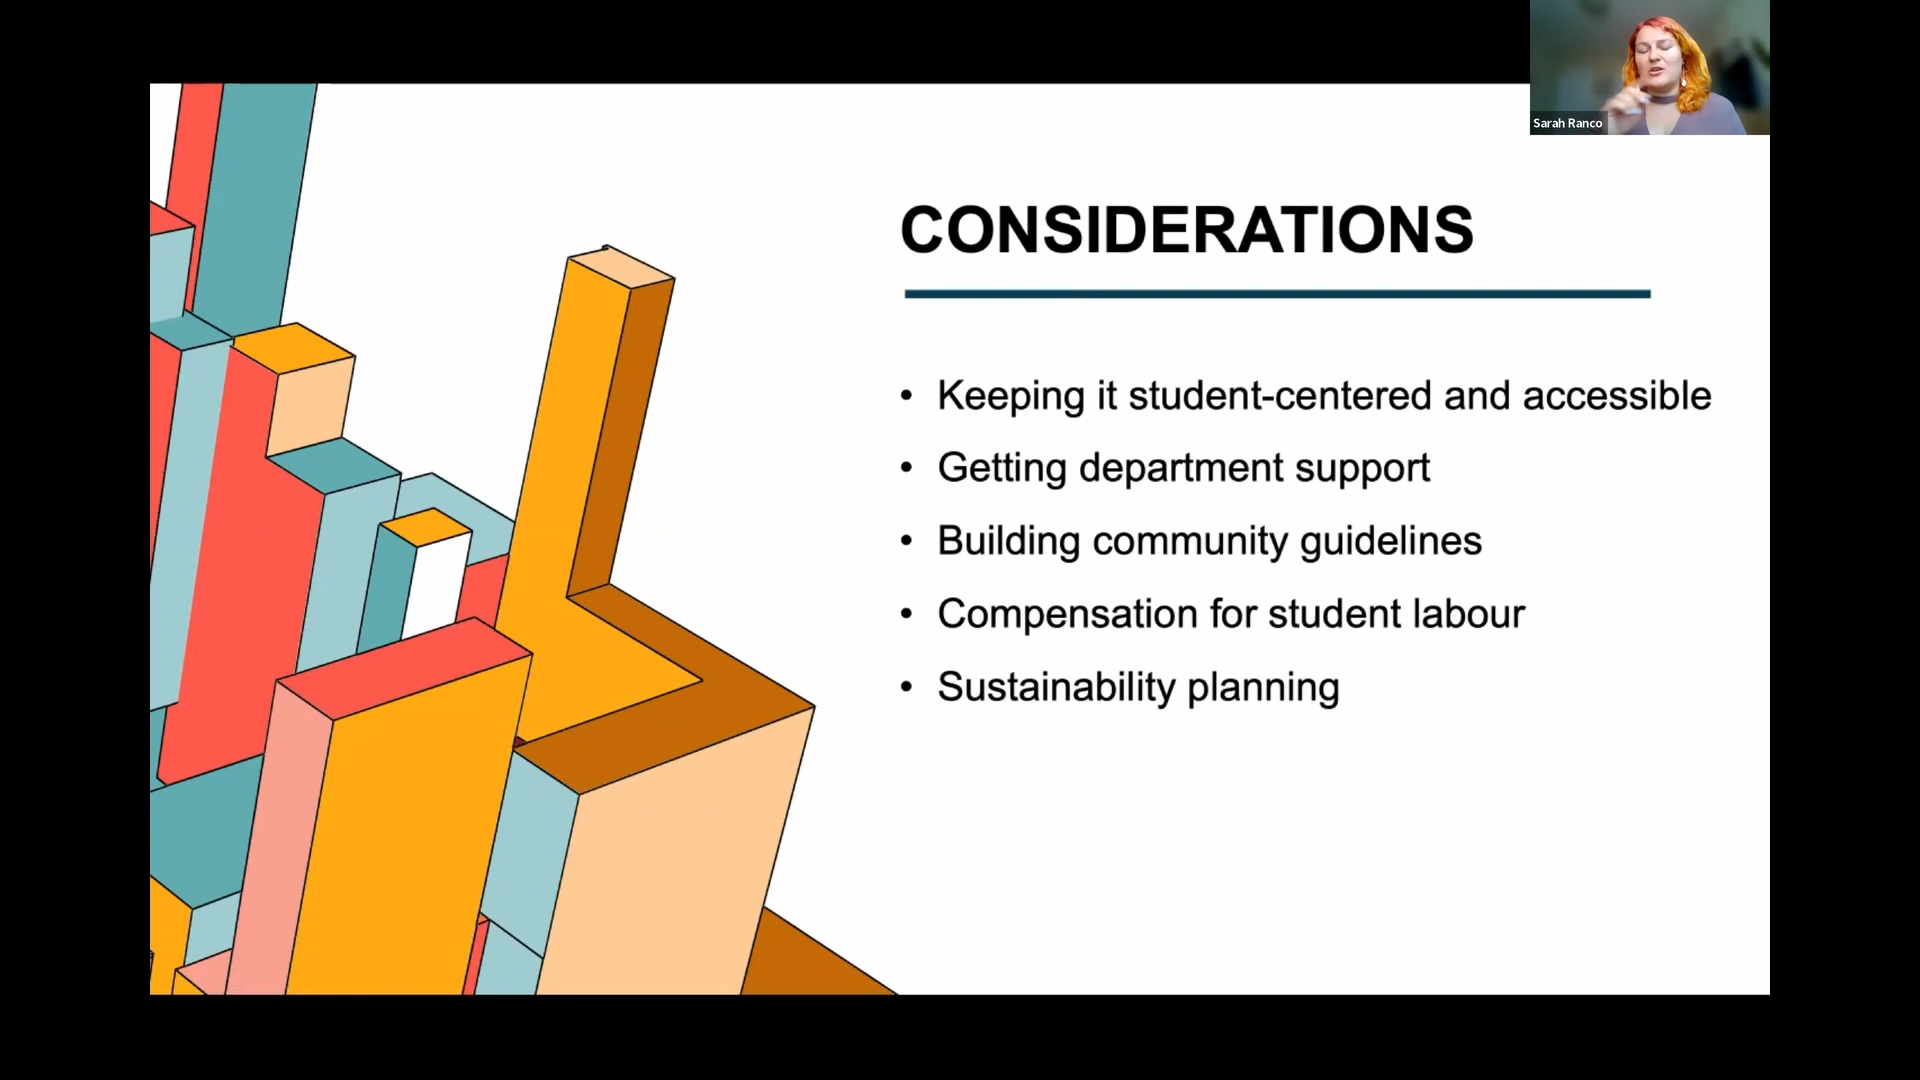 Sarah Ranco
CONSIDERATIONS
• Keeping it student-centered and accessible
• Getting department support
• Building community guidelines
• Compensation for student labour
• Sustainability planning